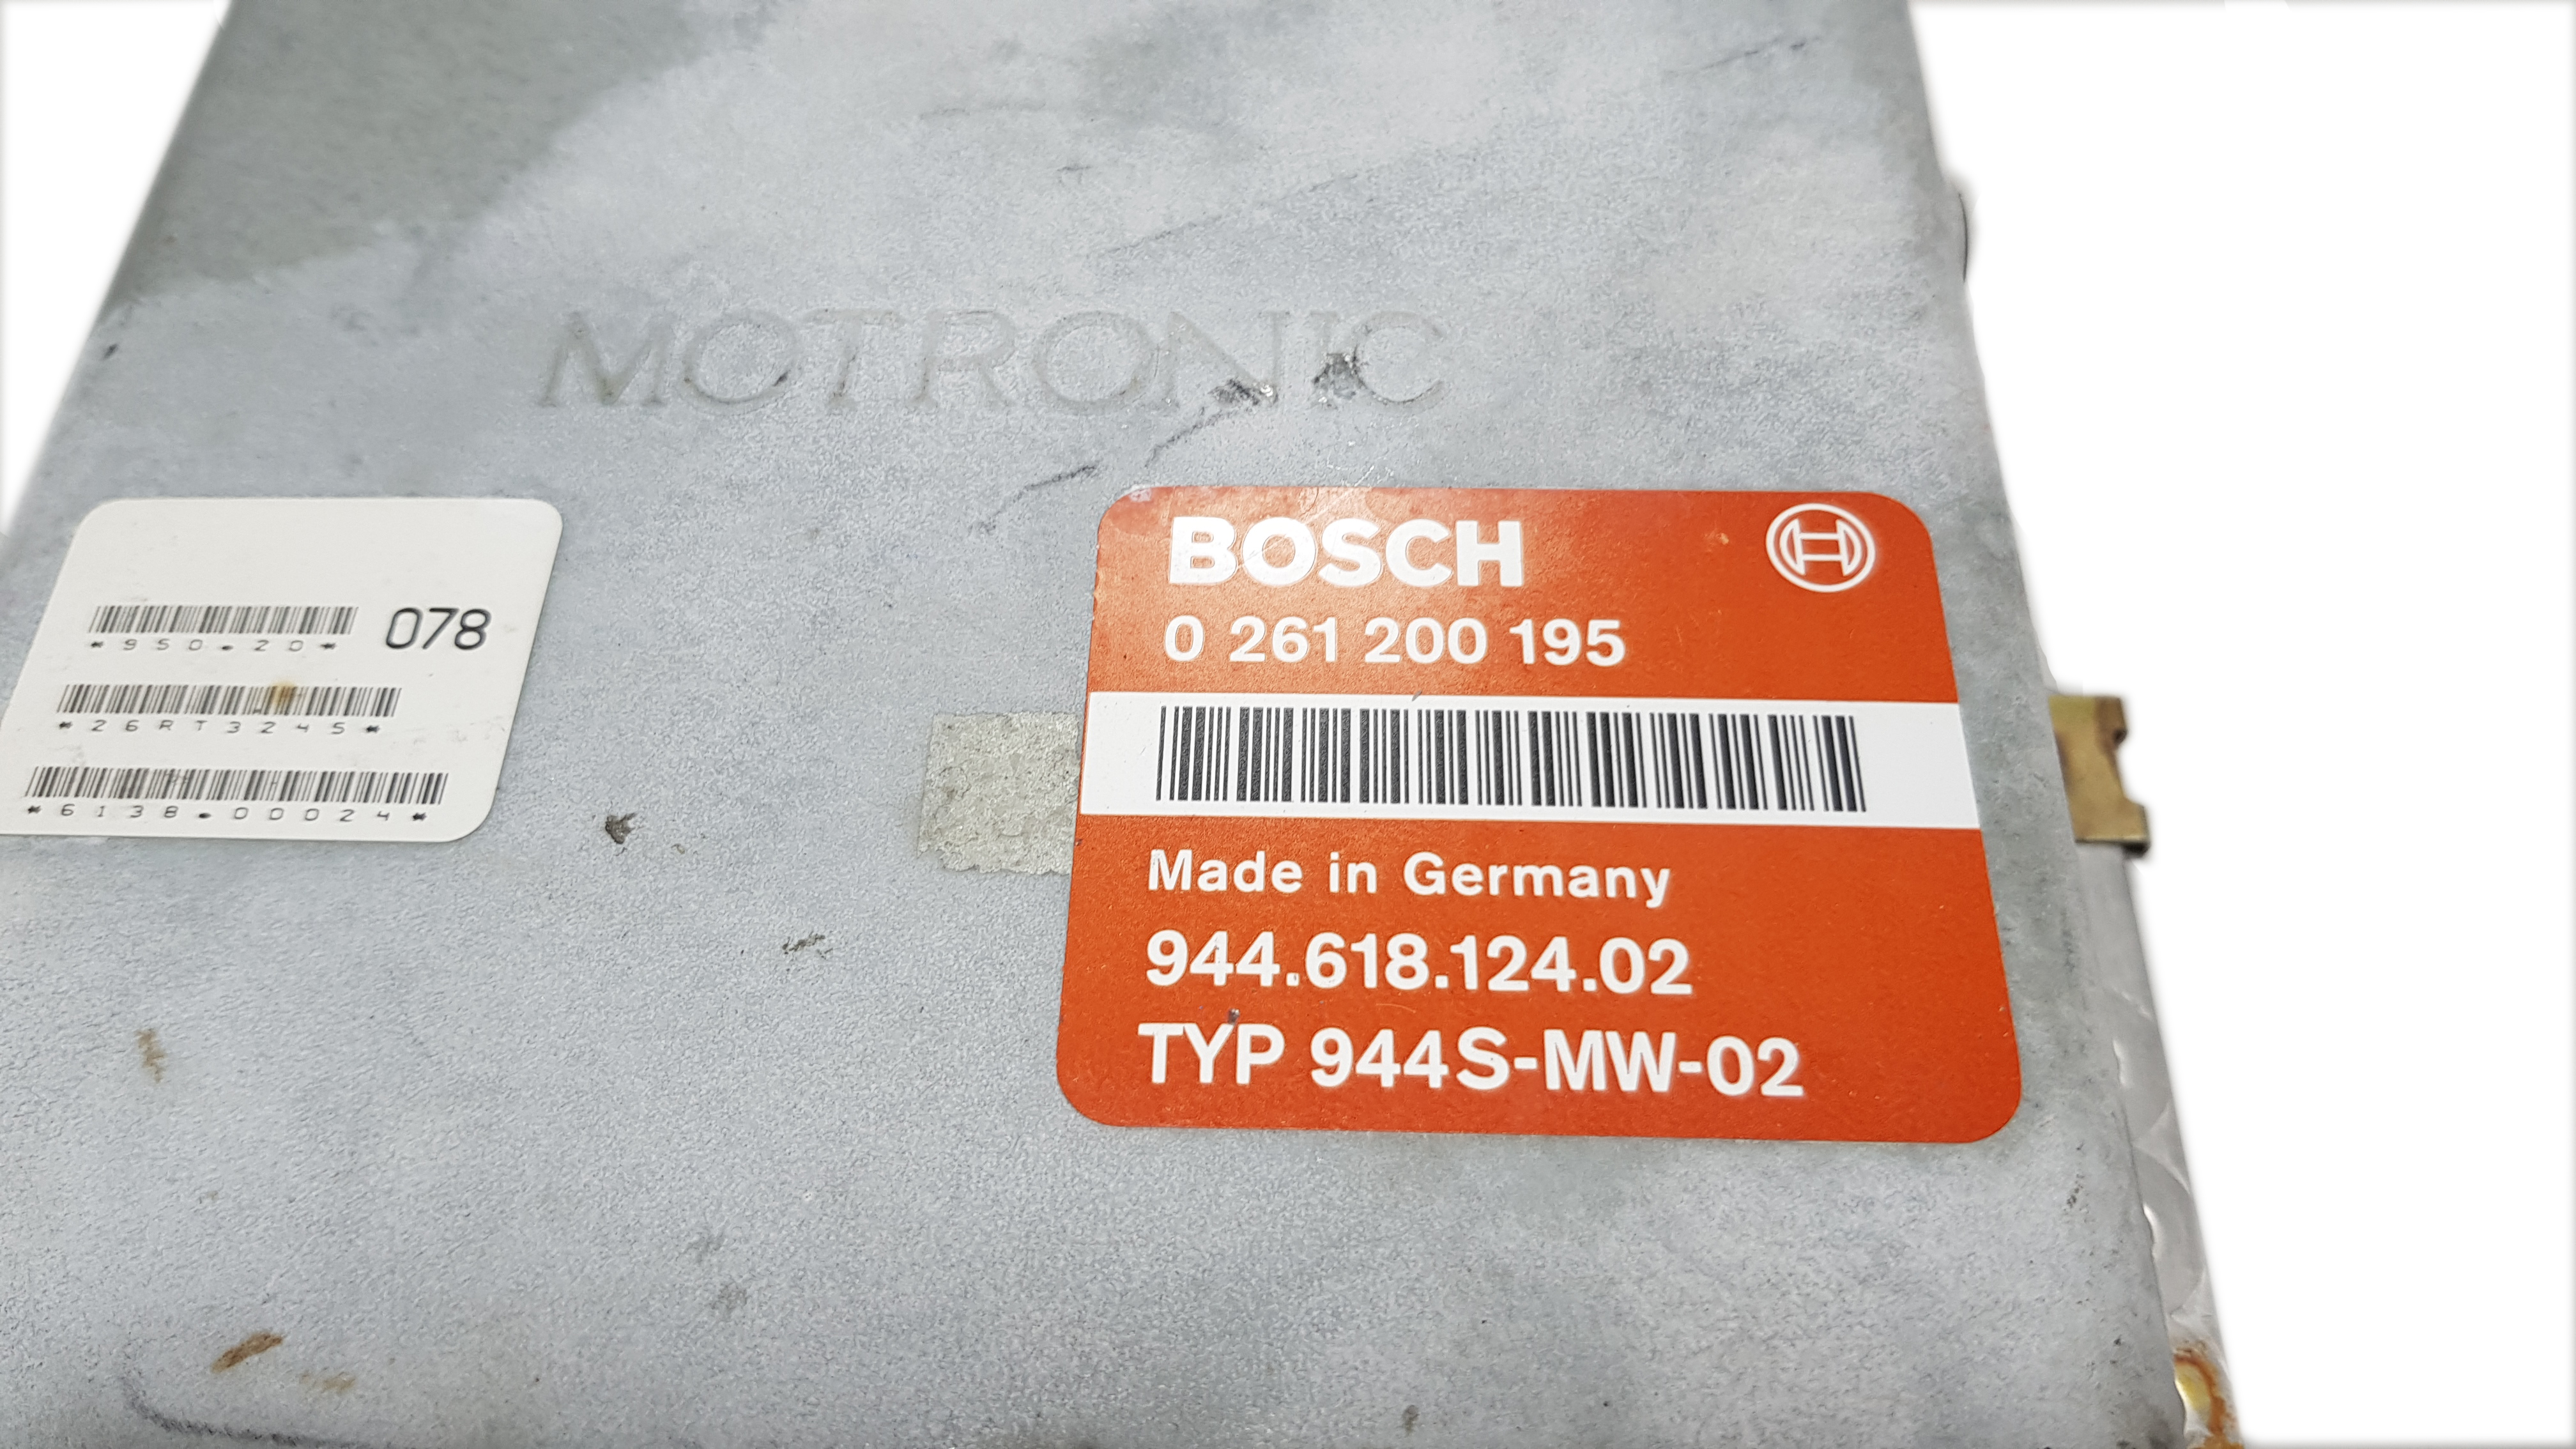 MOTRONIC
078
*950.20*
*26RT3245*
*6138.00024*
BOSCH
0 261 200 195
Made in Germany
944.618.124.02
TYP 944S-MW-02